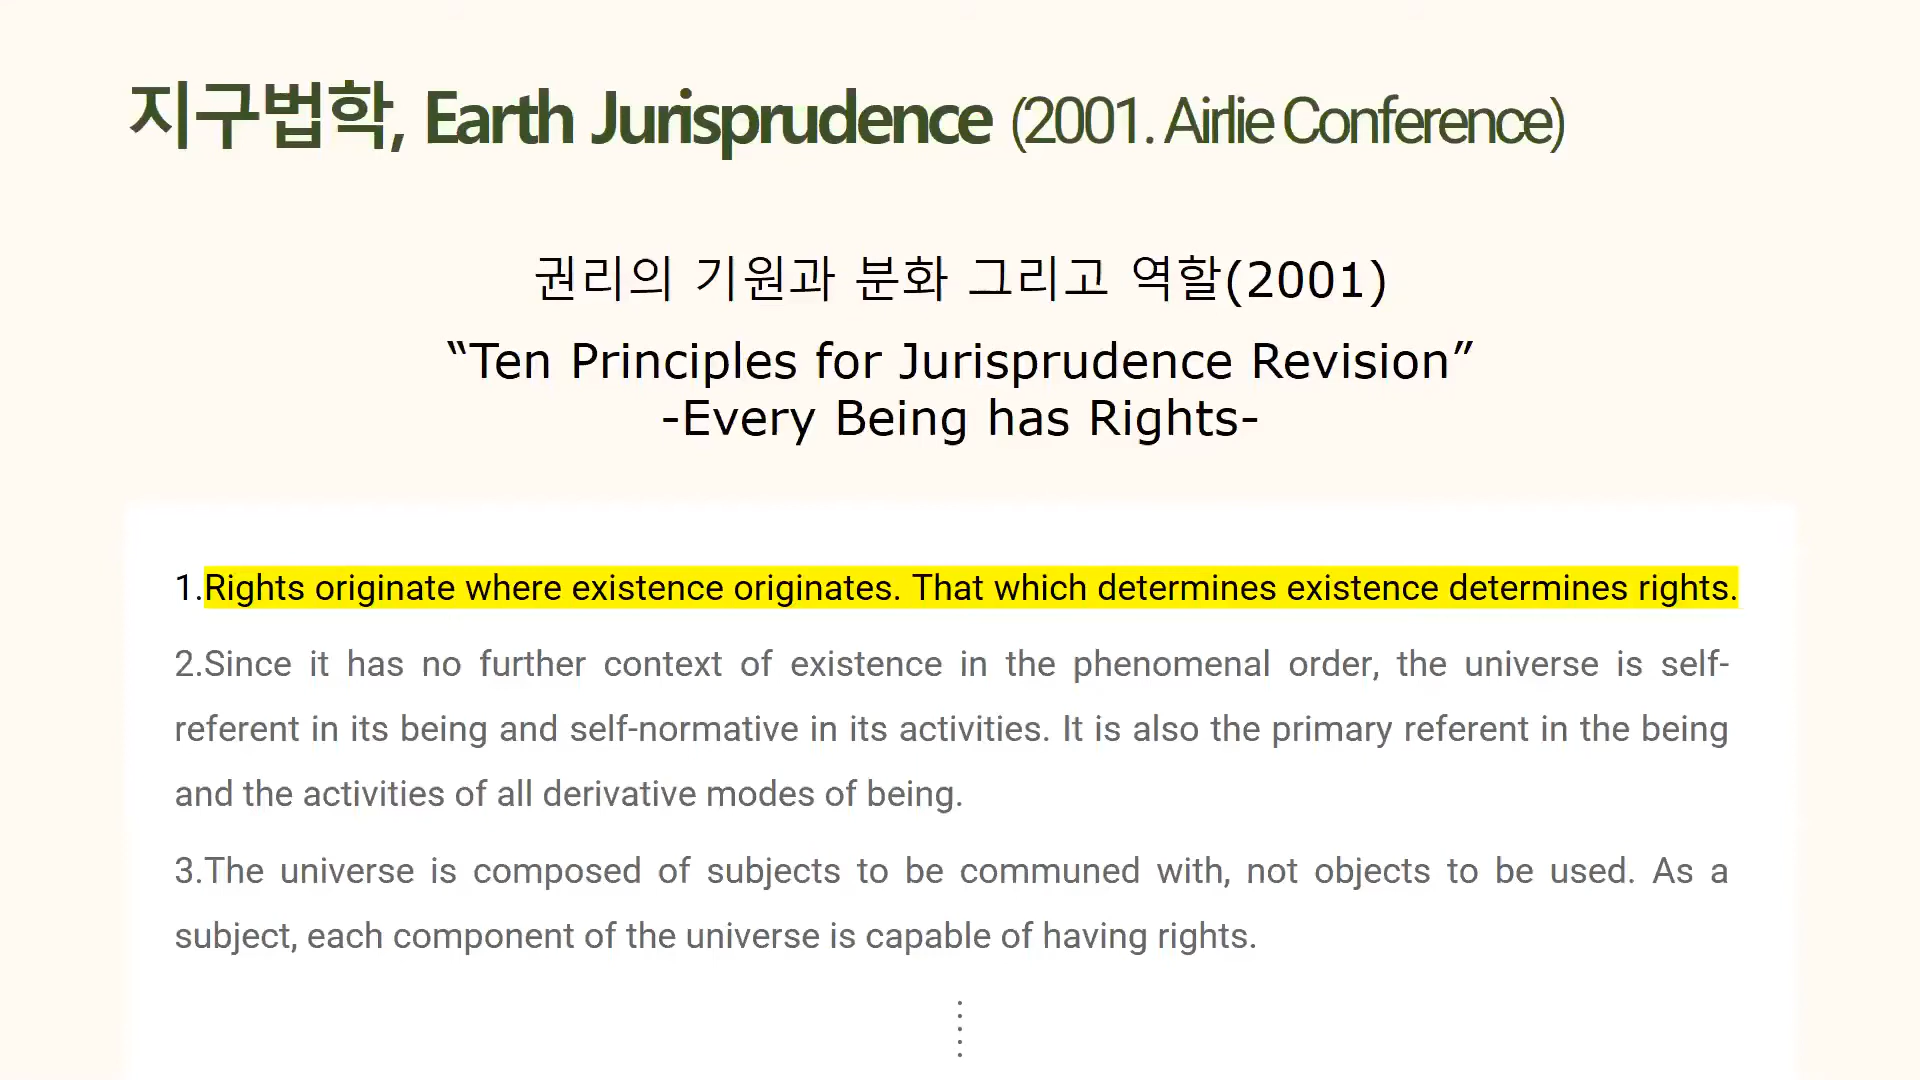 지구법학, Earth Jurisprudence (2001. Airlie Conference)
권리의 기원과 분화 그리고 역할(2001)
“Ten Principles for Jurisprudence Revision”
-Every Being has Rights-
1.Rights originate where existence originates. That which determines existence determines rights.
2.Since it has no further context of existence in the phenomenal order, the universe is self-
referent in its being and self-normative in its activities. It is also the primary referent in the being
and the activities of all derivative modes of being.
3.The universe is composed of subjects to be communed with, not objects to be used. As a
subject, each component of the universe is capable of having rights.